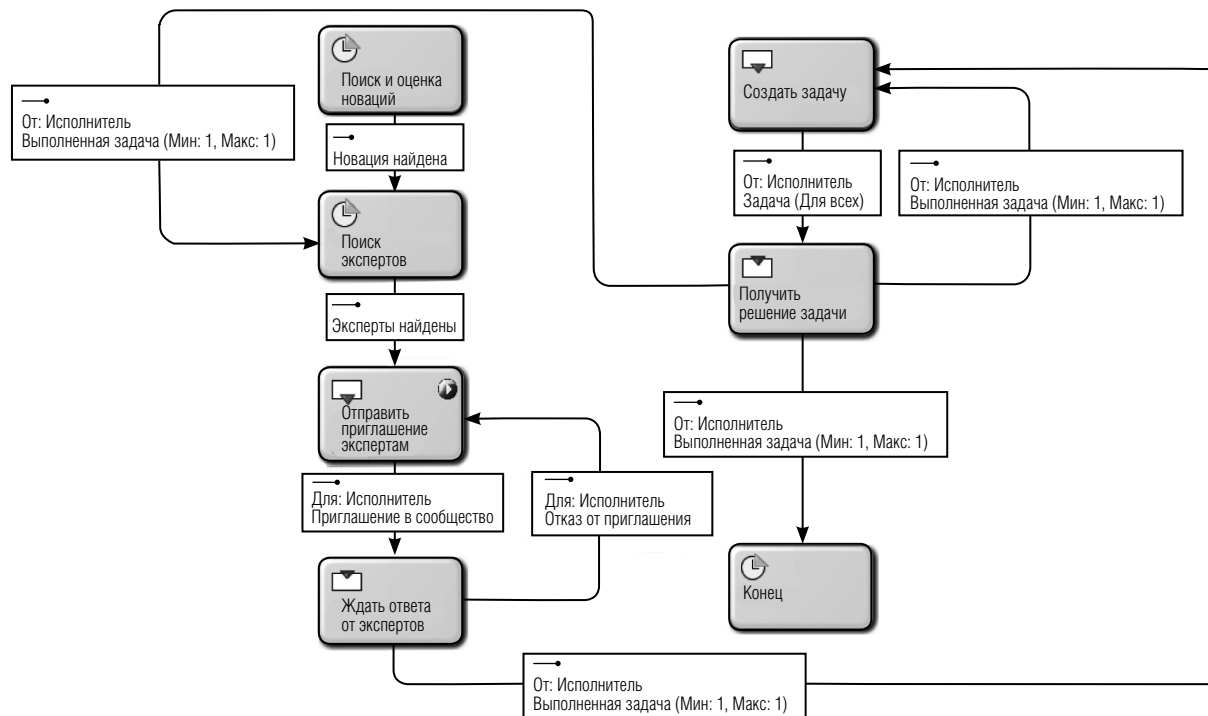 Поиск и оценка
новаций
От: Исполнитель
Выполненная задача (Мин: 1, Макс: 1)
Новация найдена
Поиск
экспертов
Эксперты найдены
Отправить
приглашение
экспертам
Для: Исполнитель
Приглашение в сообщество
Для: Исполнитель
Отказ от приглашения
Ждать ответа
от экспертов
От: Исполнитель
Выполненная задача (Мин: 1, Макс: 1)
Создать задачу
От: Исполнитель
Задача (Для всех)
От: Исполнитель
Выполненная задача (Мин: 1, Макс: 1)
Получить
решение задачи
От: Исполнитель
Выполненная задача (Мин: 1, Макс: 1)
Конец